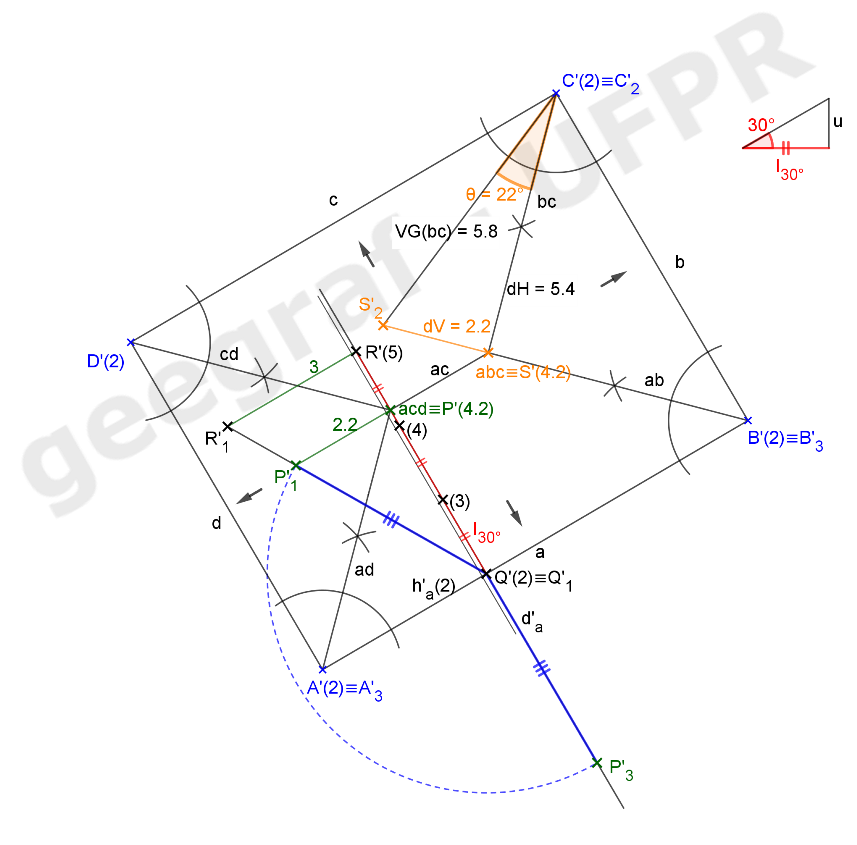 geegraf - UFPR
C'(2)≡C'₂
30°
u
I₃₀°
θ = 22°
bc
c
VG(bc) = 5.8
b
dH = 5.4
S'₂
dV = 2.2
R'(5)
D'(2)
cd
3
ac
abc≡S'(4.2)
ab
acd≡P'(4.2)
2.2
(4)
R'₁
B'(2)≡B'₃
P'₁
(3)
d
I₃₀°
a
ad
h'ₐ(2)
Q'(2)≡Q'₁
d'ₐ
A'(2)≡A'₃
P'₃